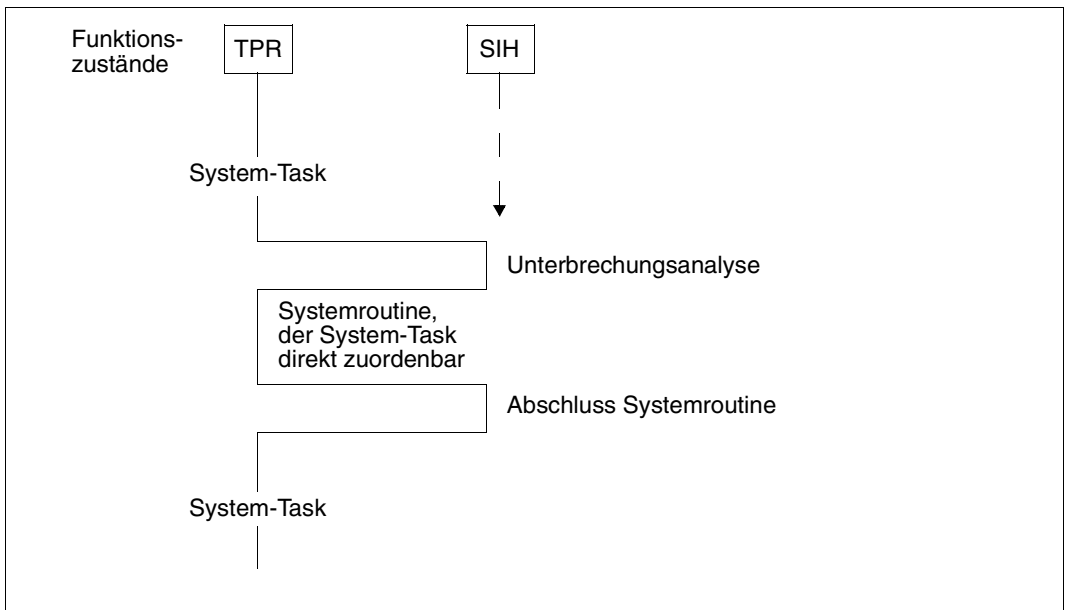 Funktions-
zustände
TPR
SIH
System-Task
Unterbrechungsanalyse
Systemroutine,
der System-Task
direkt zuordenbar
Abschluss Systemroutine
System-Task